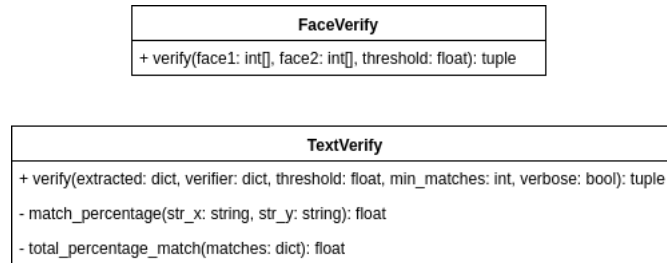 FaceVerify
+ verify(face1: int[], face2: int[], threshold: float): tuple
TextVerify
+ verify(extracted: dict, verifier: dict, threshold: float, min_matches: int, verbose: bool): tuple
- match_percentage(str_x: string, str_y: string): float
- total_percentage_match(matches: dict): float